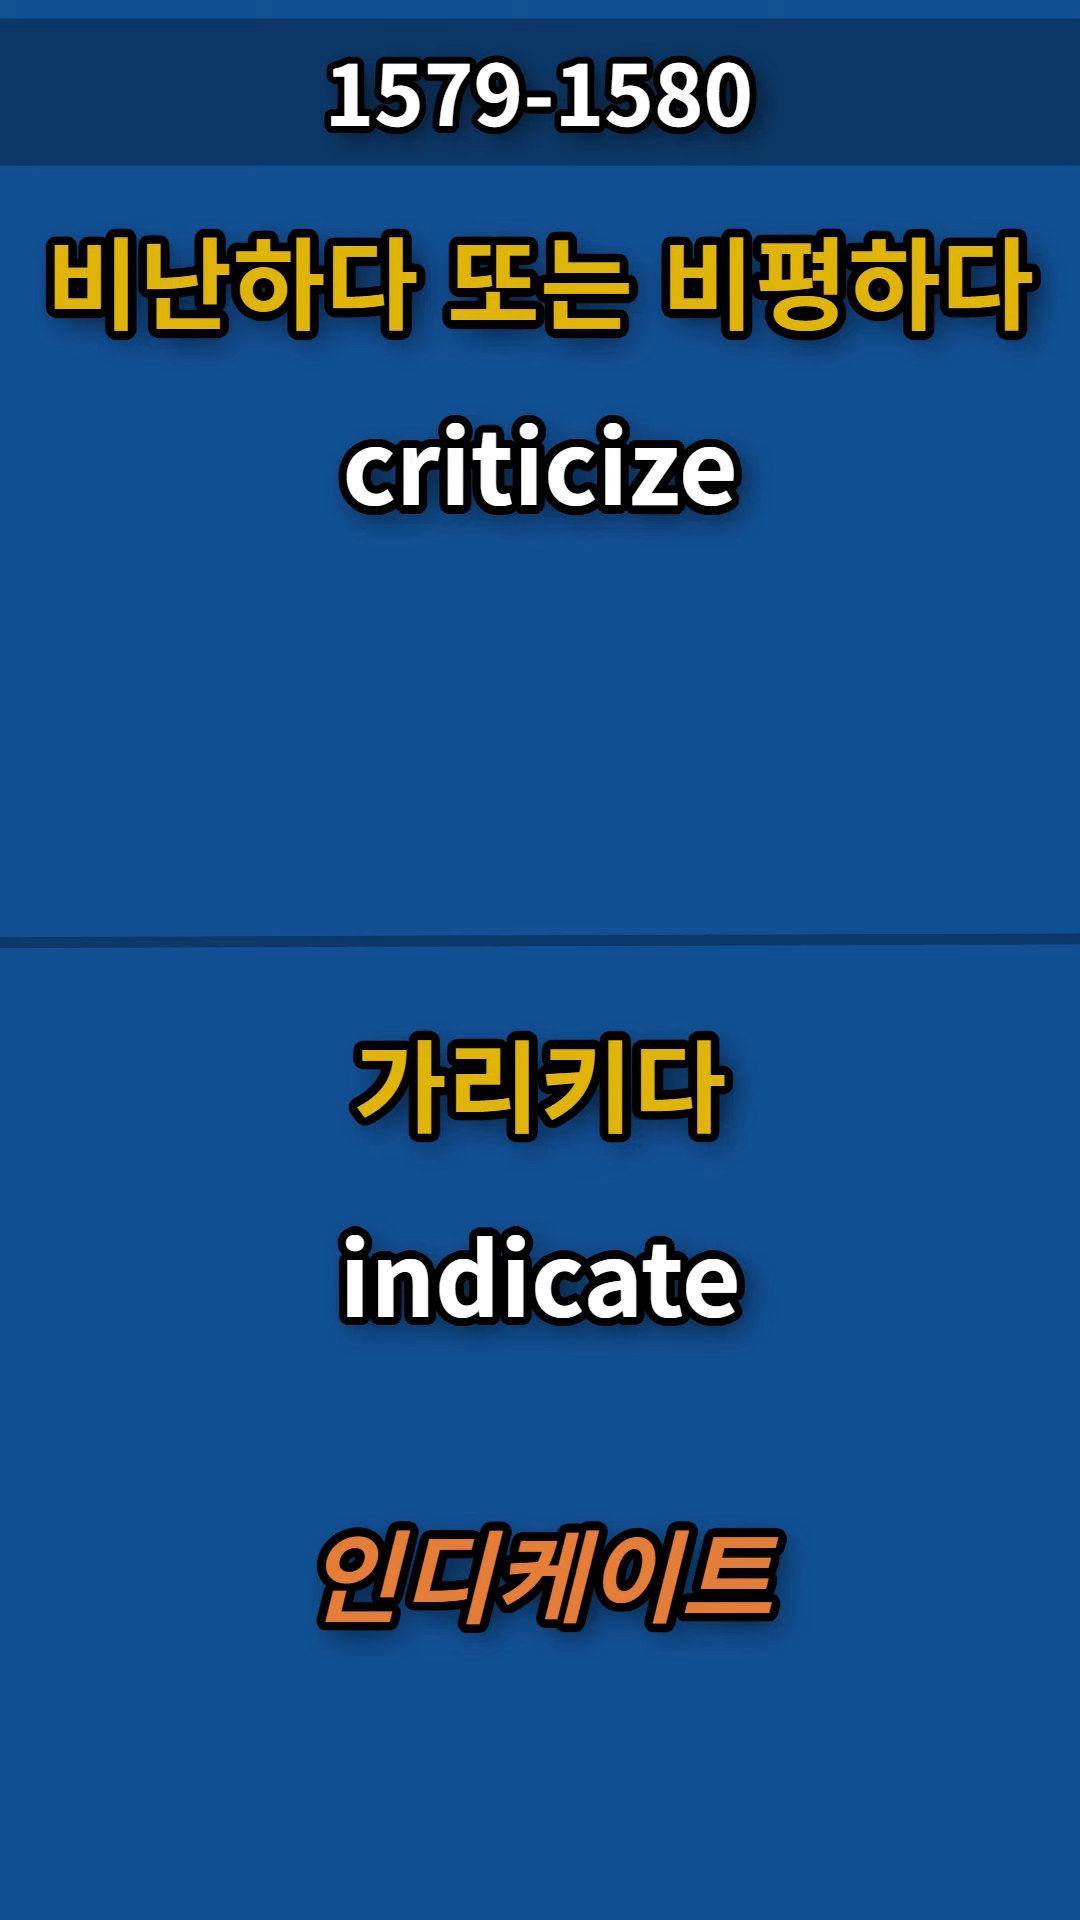 1579-1580
비난하다 또는 비평하다
criticize
가리키다
indicate
인디케이트